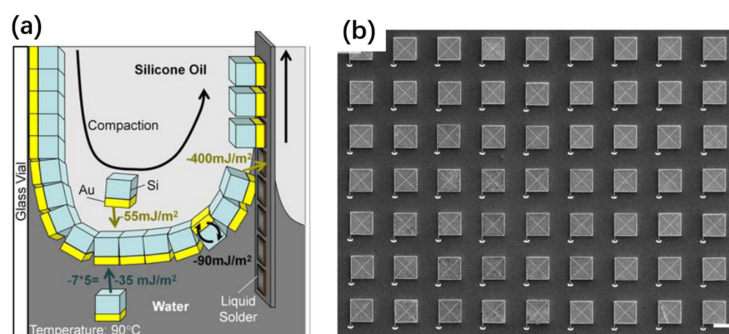 (a)
(b)
Silicone Oil
Compaction
-400mJ/m²
Glass Vial
Au
Si
-55mJ/m²
-90mJ/m²
-7*5=
-35 mJ/m²
Water
Liquid
Solder
Temperature: 90°C